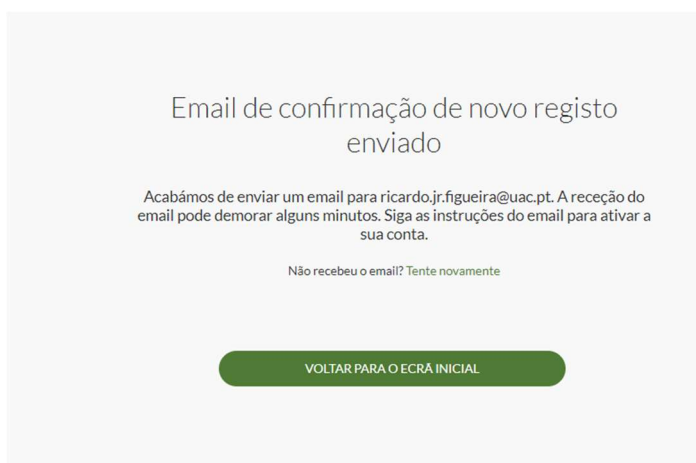 Email de confirmação de novo registo
enviado
Acabámos de enviar um email para ricardo.jr.figueira@uac.pt. A receção do
email pode demorar alguns minutos. Siga as instruções do email para ativar a
sua conta.
Não recebeu o email? Tente novamente
VOLTAR PARA O ECRÃ INICIAL